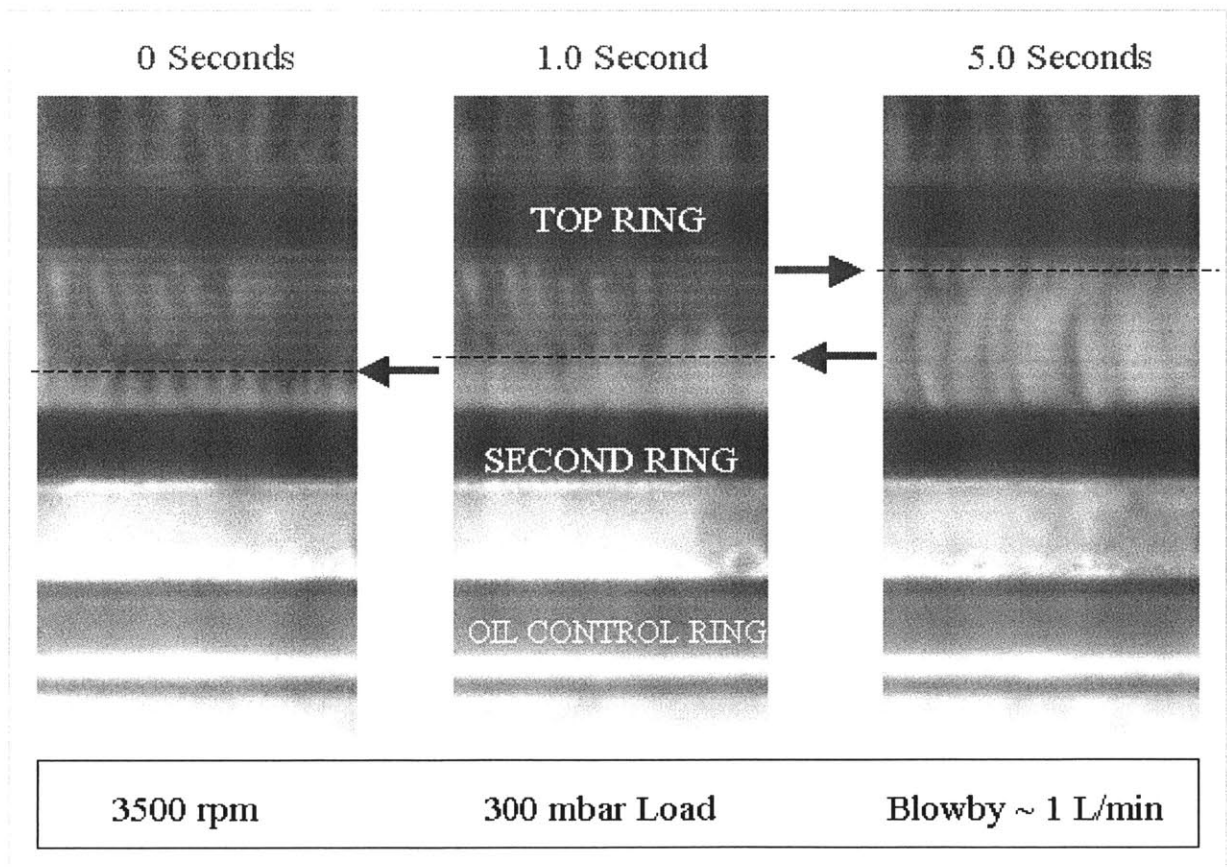 0 Seconds
1.0 Second
5.0 Seconds
TOP RING
SECOND RING
OIL CONTROL RING
3500 rpm
300 mbar Load
Blowby ~ 1 L/min